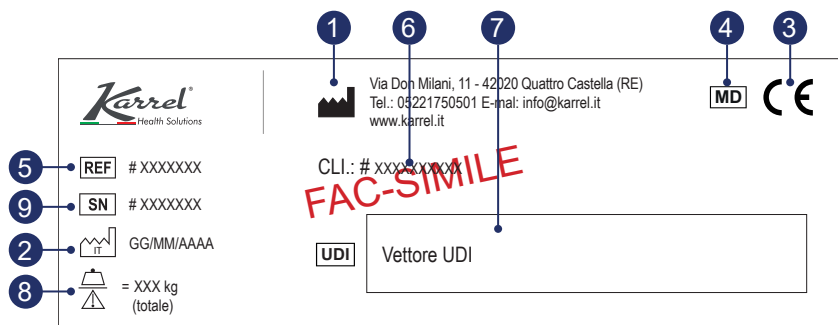 1
6
7
4
3
Karrel®
Health Solutions
Via Don Milani, 11 - 42020 Quattro Castella (RE)
Tel.: 05221750501 E-mal: info@karrel.it
www.karrel.it
MD
CE
5
REF # XXXXXXX
CLI.: # xxxxxxxxxx
FAC-SIMILE
9
SN # XXXXXXX
2
IT
GG/MM/AAAA
UDI
Vettore UDI
8
= XXX kg
(totale)